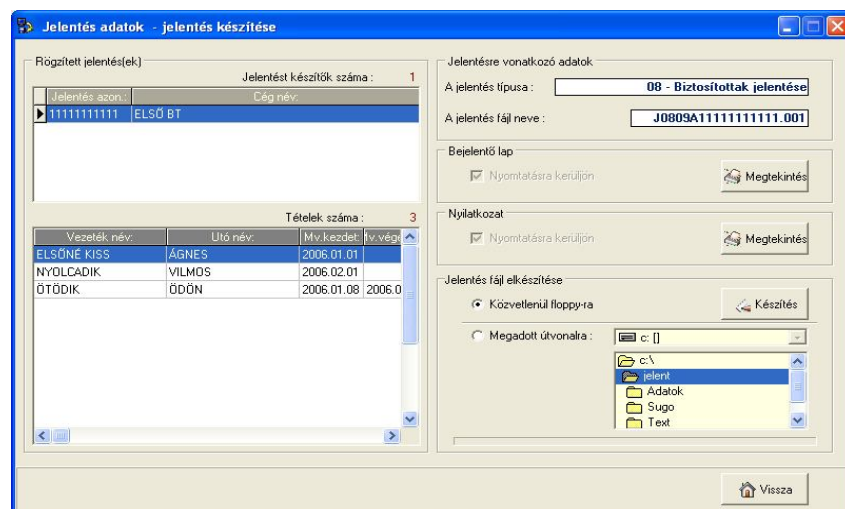 Jelentés adatok - jelentés készítése
Rögzített jelentés(ek)
Jelentést készítők száma : 1
Jelentés azon.: Cég név:
11111111111 ELSŐ BT
Tételek száma : 3
Vezeték név: Utó név: Mv.kezdet: Mv.vége
ELSŐNÉ KISS ÁGNES 2006.01.01
NYOLCADIK VILMOS 2006.02.01
ÖTÖDIK ÖDÖN 2006.01.08 2006.0
Jelentésre vonatkozó adatok
A jelentés típusa : 08 - Biztosítottak jelentése
A jelentés fájl neve : J0809A11111111111.001
Bejelentő lap
Nyomtatásra kerüljön Megtekintés
Nyilatkozat
Nyomtatásra kerüljön Megtekintés
Jelentés fájl elkészítése
Közvetlenül floppy-ra Készítés
Megadott útvonalra : c: []
c:\
jelent
Adatok
Sugo
Text
Vissza